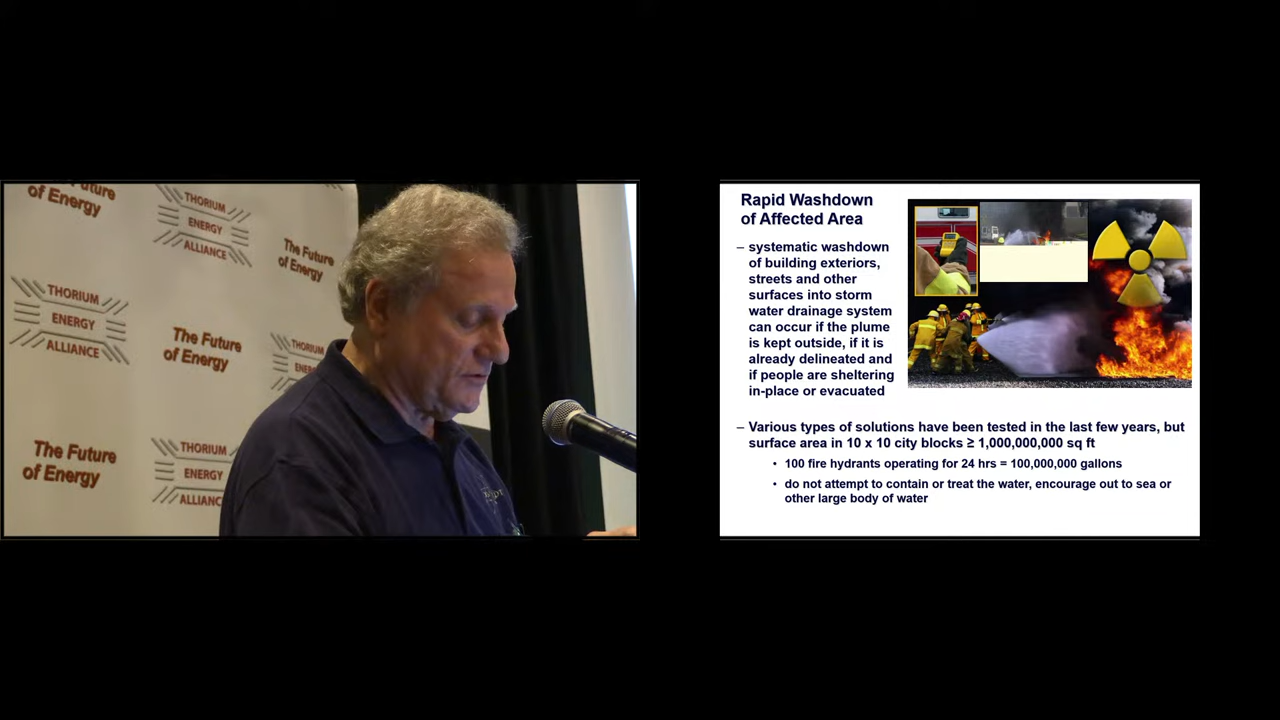 Future
of Energy
THORIUM
ENERGY
ALLIANCE
The Future
of Energy
THORIUM
ENERGY
ALLIANCE
The Future
of Energy
THORIUM
The Future
of Energy
THORIUM
ENERGY
ALLIANCE
Rapid Washdown
of Affected Area
– systematic washdown
of building exteriors,
streets and other
surfaces into storm
water drainage system
can occur if the plume
is kept outside, if it is
already delineated and
if people are sheltering
in-place or evacuated
– Various types of solutions have been tested in the last few years, but
surface area in 10 x 10 city blocks ≥ 1,000,000,000 sq ft
• 100 fire hydrants operating for 24 hrs = 100,000,000 gallons
• do not attempt to contain or treat the water, encourage out to sea or
other large body of water